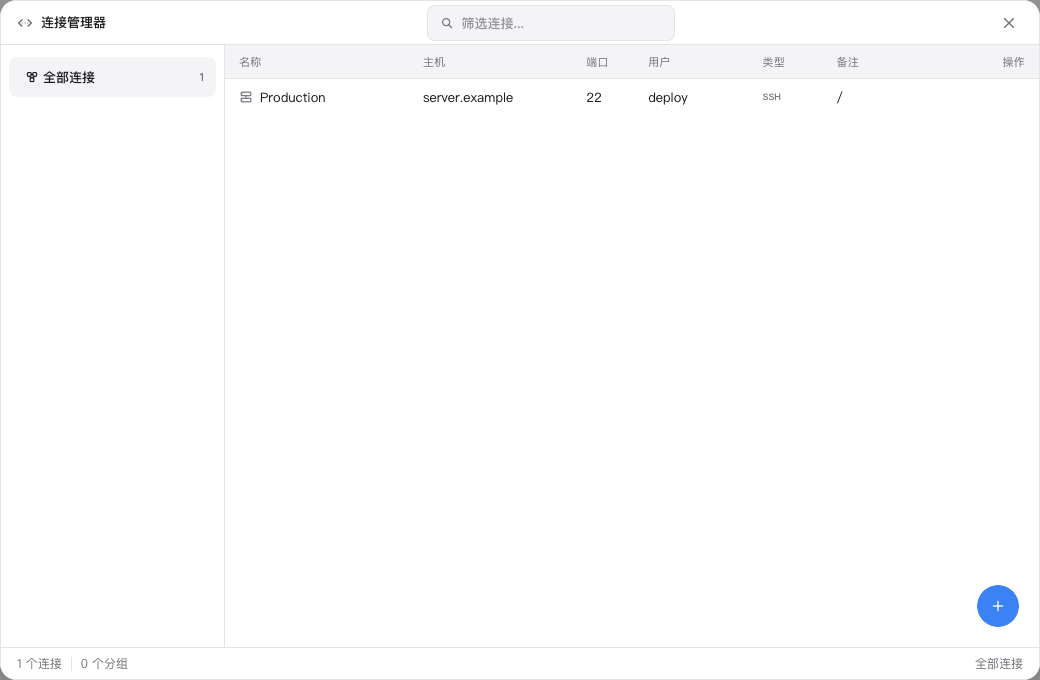 连接管理器
筛选连接...
全部连接 1
名称 主机 端口 用户 类型 备注 操作
Production server.example 22 deploy SSH /
1 个连接 0 个分组 全部连接